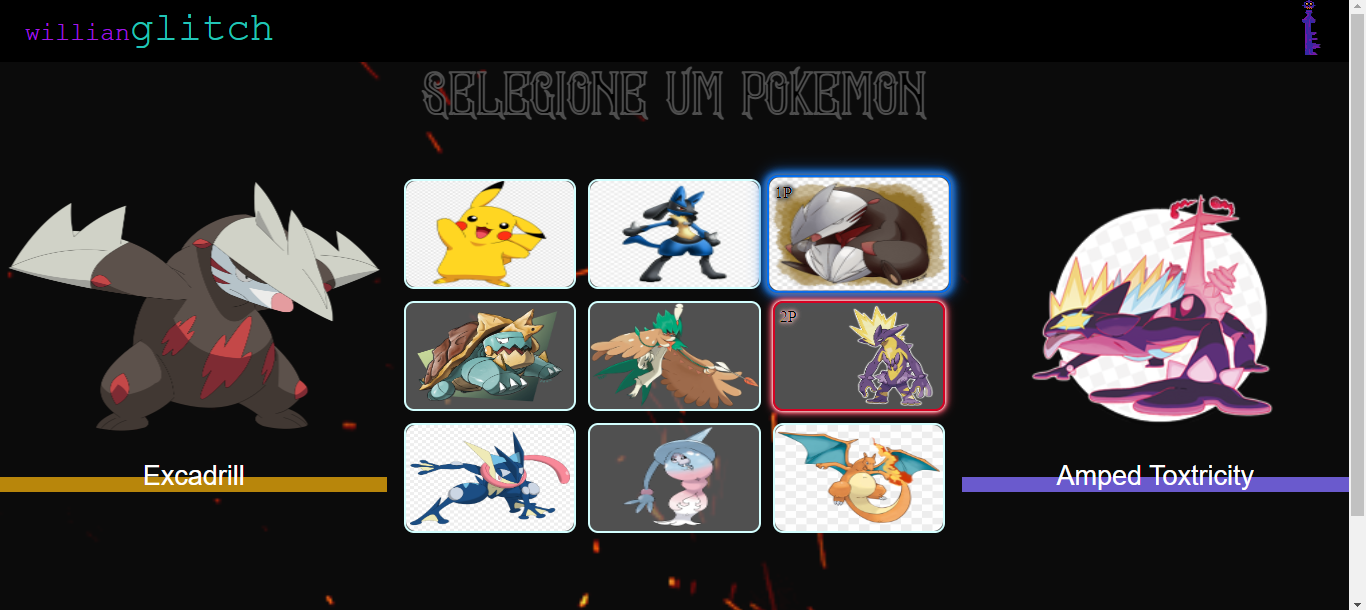 willianglitch
SELECIONE UM POKEMON
1P
2P
Excadrill
Amped Toxtricity